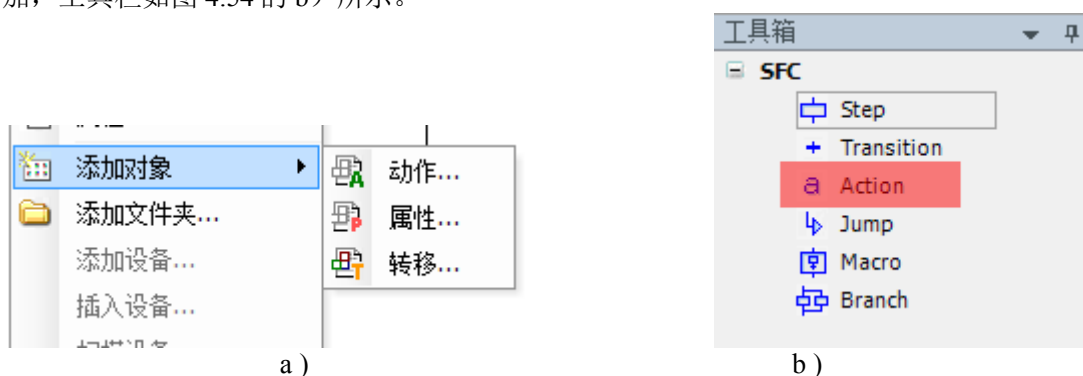 加，工具栏如图 4.54 的 b）所示。
工具箱
SFC
Step
Transition
Action
Jump
Macro
Branch
添加对象
添加文件夹...
添加设备...
插入设备...
动作...
属性...
转移...
a )
b )